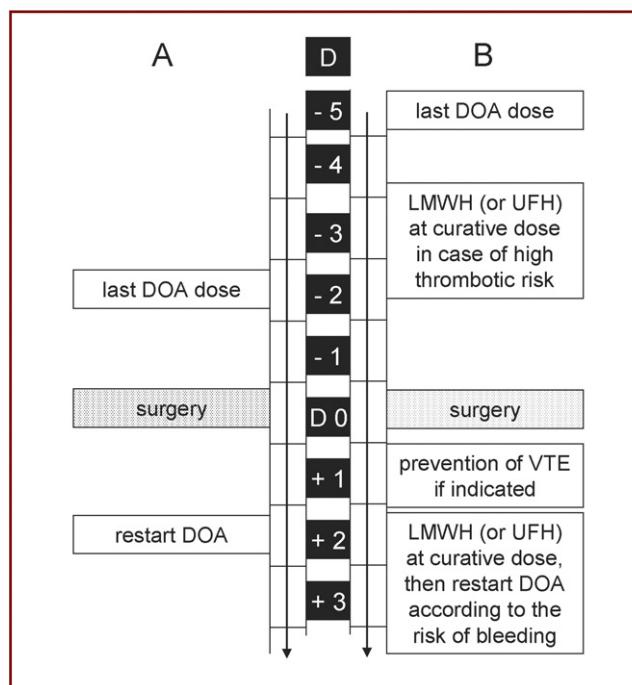 A
D
B
- 5
last DOA dose
- 4
LMWH (or UFH)
at curative dose
in case of high
thrombotic risk
- 3
last DOA dose
- 2
- 1
surgery
D 0
surgery
+ 1
prevention of VTE
if indicated
restart DOA
+ 2
LMWH (or UFH)
at curative dose,
then restart DOA
according to the
risk of bleeding
+ 3